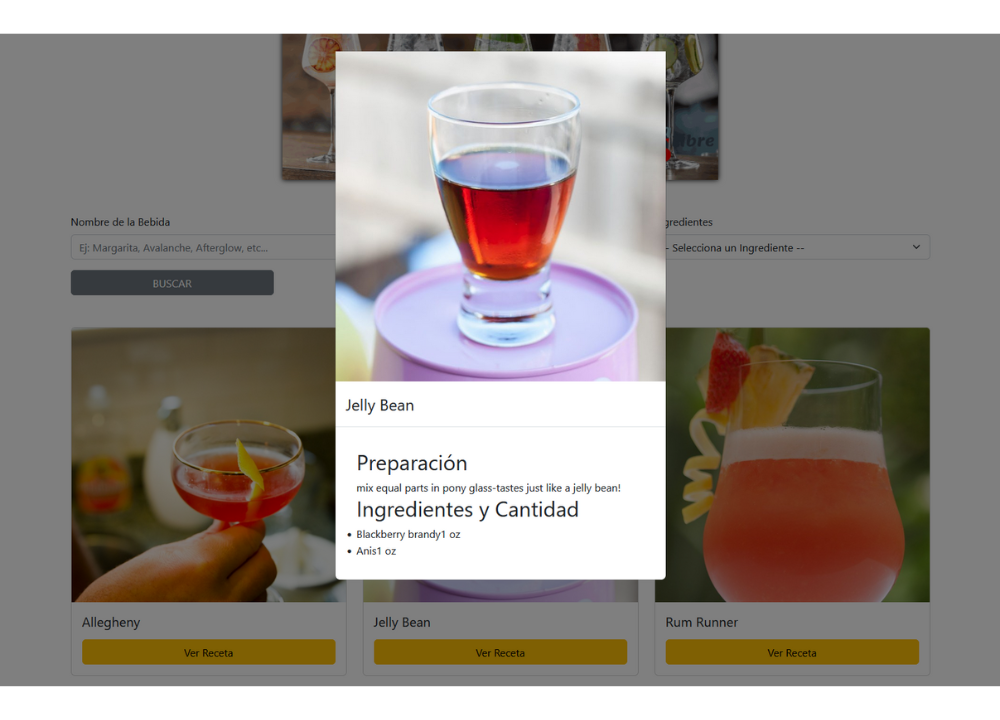 bre
Nombre de la Bebida
gredientes
Ej: Margarita, Avalanche, Afterglow, etc...
- Selecciona un Ingrediente --
BUSCAR
Jelly Bean
Preparación
mix equal parts in pony glass-tastes just like a jelly bean!
Ingredientes y Cantidad
• Blackberry brandy1 oz
• Anis1 oz
Allegheny
Jelly Bean
Rum Runner
Ver Receta
Ver Receta
Ver Receta